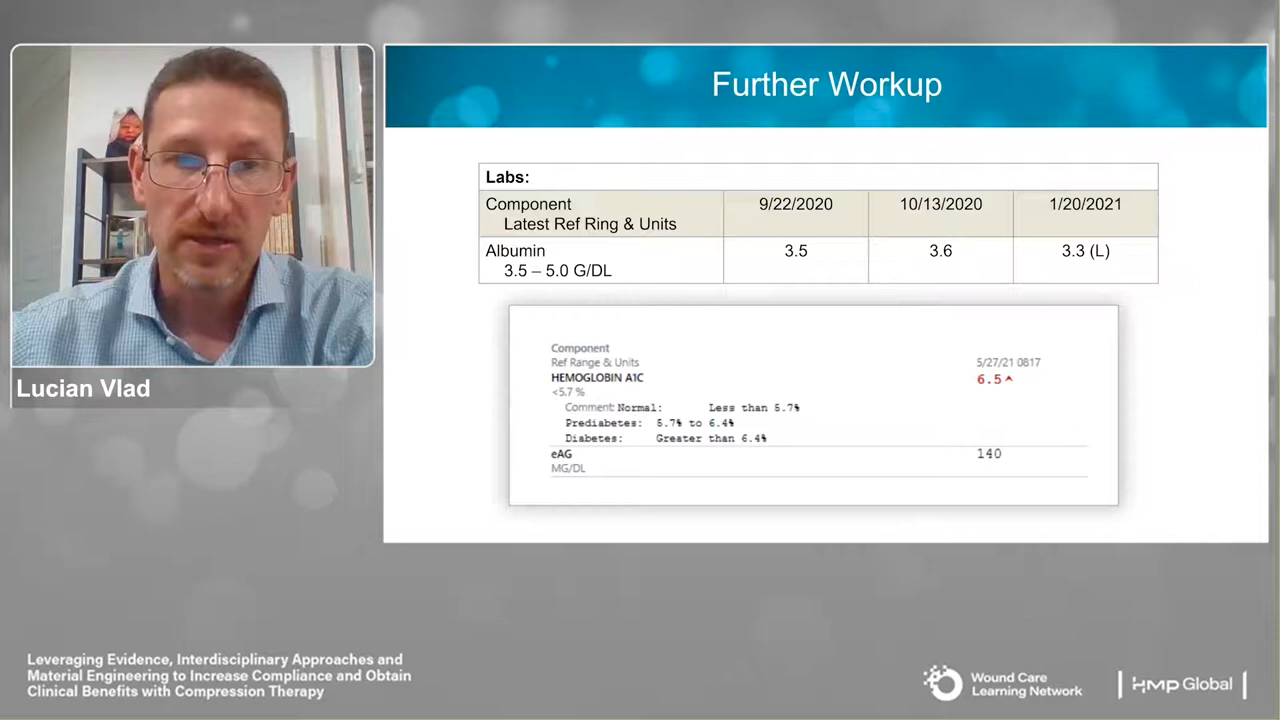 Further Workup
Labs:
Component 9/22/2020 10/13/2020 1/20/2021
Latest Ref Ring & Units
Albumin 3.5 3.6 3.3 (L)
3.5 – 5.0 G/DL
Component
Ref Range & Units 5/27/21 0817
HEMOGLOBIN A1C 6.5^
<5.7 %
Comment: Normal: Less than 5.7%
Prediabetes: 5.7% to 6.4%
Diabetes: Greater than 6.4%
eAG 140
MG/DL
Lucian Vlad
Leveraging Evidence, Interdisciplinary Approaches and
Material Engineering to Increase Compliance and Obtain
Clinical Benefits with Compression Therapy
Wound Care
Learning Network
HMP Global